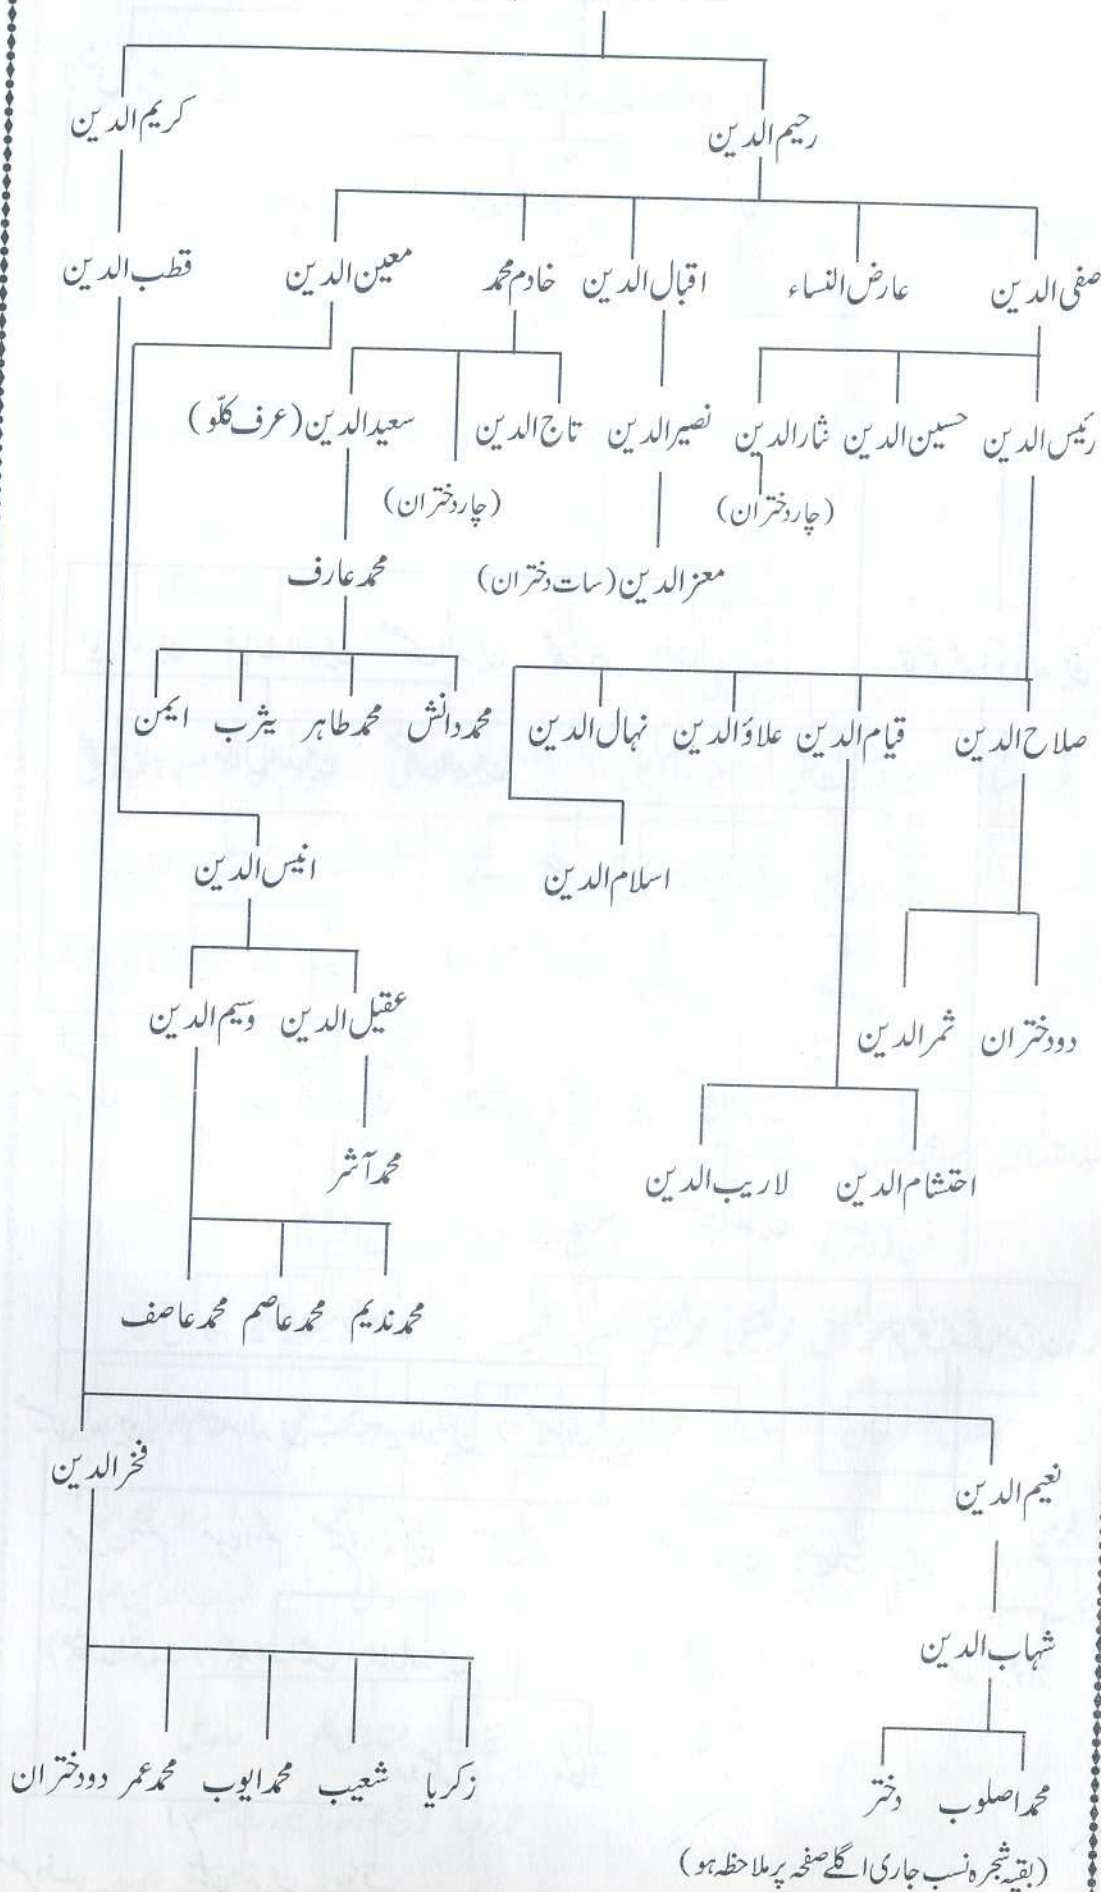 رحیم الدین کریم الدین
صفی الدین عارض النساء اقبال الدین خادم محمد معین الدین قطب الدین
رئیس الدین حسین الدین نثار الدین نصیر الدین تاج الدین سعید الدین (عرف کلّو)
(چار دختران) (چار دختران)
معز الدین (سات دختران) محمد عارف
صلاح الدین قیام الدین علاؤ الدین نہال الدین محمد دانش محمد طاہر یثرب ایمن
اسلام الدین انیس الدین
دو دختران ثمر الدین عقیل الدین وسیم الدین
احتشام الدین لاریب الدین محمد آشر
محمد ندیم محمد عاصم محمد عاصف
نعیم الدین فخر الدین
شہاب الدین
محمد اصلوب دختر زکریا شعیب محمد ایوب محمد عمر دو دختران
(بقیہ شجرہ نسب جاری اگلے صفحہ پر ملاحظہ ہو)